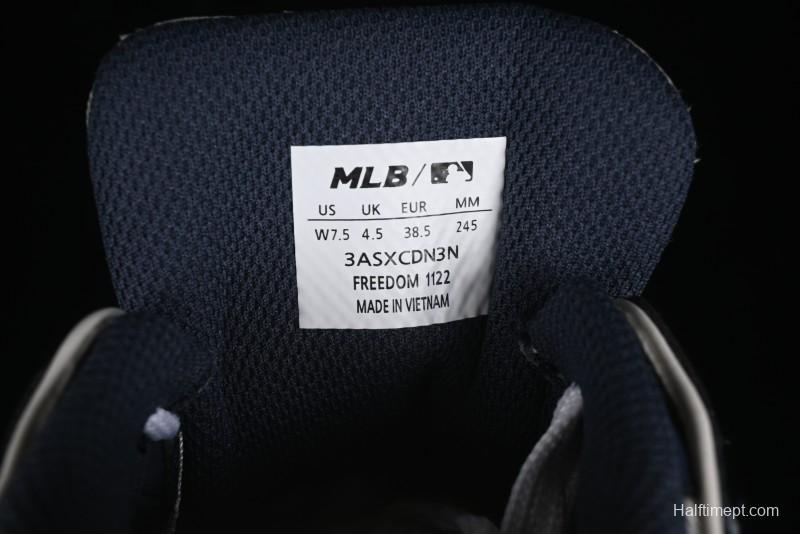 MLB /
US UK EUR MM
W7.5 4.5 38.5 245
3ASXCDN3N
FREEDOM 1122
MADE IN VIETNAM
Halftimept.com